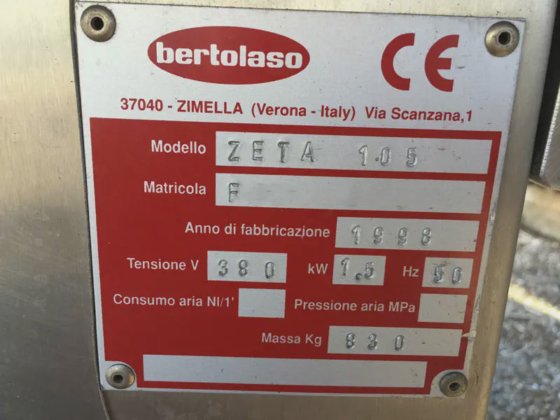 bertolaso
CE
37040 - ZIMELLA (Verona - Italy) Via Scanzana,1
Modello ZETA 105
Matricola F
Anno di fabbricazione 1998
Tensione V 380 kW 1.5 Hz 50
Consumo aria Nl/1' Pressione aria MPa
Massa Kg 830